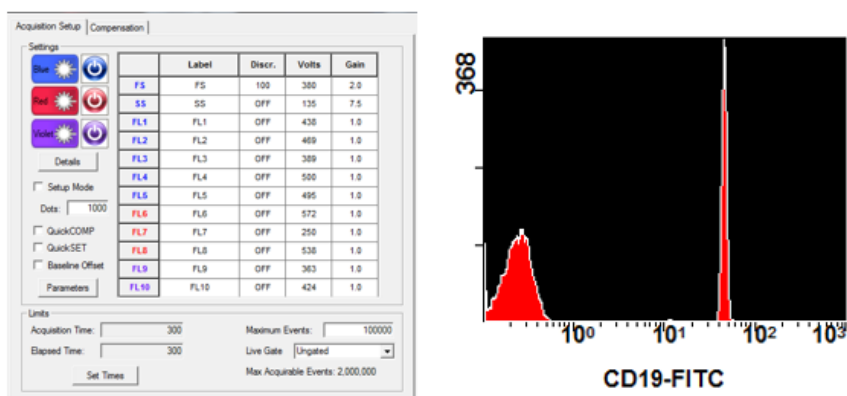 Acquisition Setup Compensation
Settings
Blue
Red
Violet
Details
Setup Mode
Dots: 1000
QuickCOMP
QuickSET
Baseline Offset
Parameters
Label Discr. Volts Gain
FS FS 100 380 2.0
SS SS OFF 135 7.5
FL1 FL1 OFF 438 1.0
FL2 FL2 OFF 469 1.0
FL3 FL3 OFF 389 1.0
FL4 FL4 OFF 500 1.0
FL5 FL5 OFF 495 1.0
FL6 FL6 OFF 572 1.0
FL7 FL7 OFF 250 1.0
FL8 FL8 OFF 538 1.0
FL9 FL9 OFF 363 1.0
FL10 FL10 OFF 424 1.0
Limits
Acquisition Time: 300 Maximum Events: 100000
Elapsed Time: 300 Live Gate Ungated
Set Times Max Acquirable Events: 2,000,000
368
10⁰ 10¹ 10² 10³
CD19-FITC